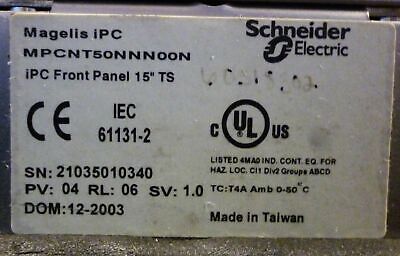 Magelis iPC
Schneider
Electric
MPCNT50NNN00N
iPC Front Panel 15" TS
CE
IEC
61131-2
C UL US
LISTED 4MA0 IND. CONT. EQ. FOR
HAZ. LOC. Cl1 Div2 Groups ABCD
SN: 21035010340
PV: 04 RL: 06 SV: 1.0
TC:T4A Amb 0-50°C
DOM:12-2003
Made in Taiwan